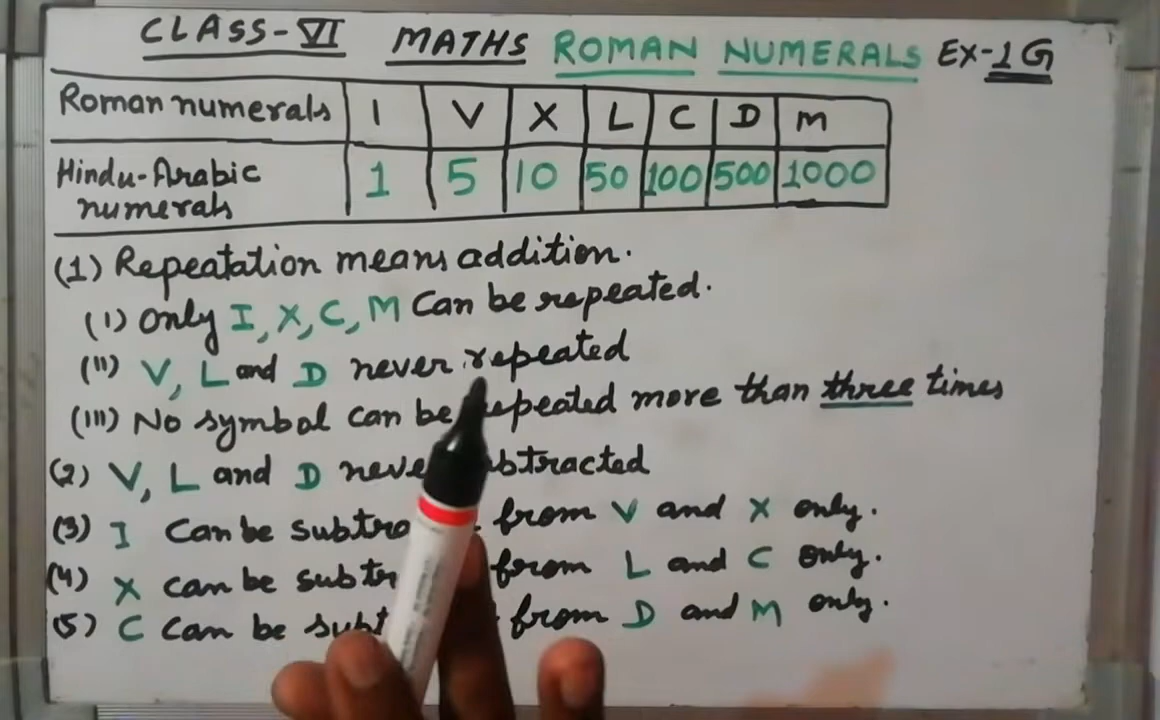 CLASS-VI MATHS ROMAN NUMERALS EX-1G
Roman numerals I V X L C D M
Hindu-Arabic numerals 1 5 10 50 100 500 1000
(1) Repeatation means addition.
(i) Only I, X, C, M Can be repeated.
(ii) V, L and D never repeated
(iii) No symbol can be repeated more than three times
(2) V, L and D never subtracted
(3) I Can be subtra from V and X only.
(4) X can be subtr from L and C only.
(5) C can be subt from D and M only.